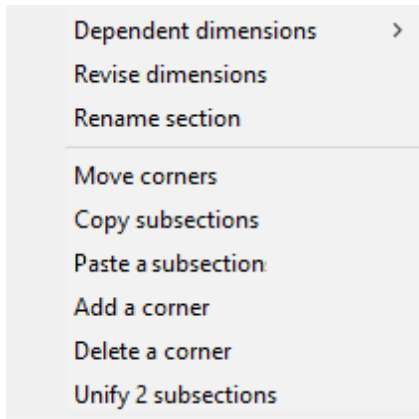 Dependent dimensions
Revise dimensions
Rename section
Move corners
Copy subsections
Paste a subsection
Add a corner
Delete a corner
Unify 2 subsections